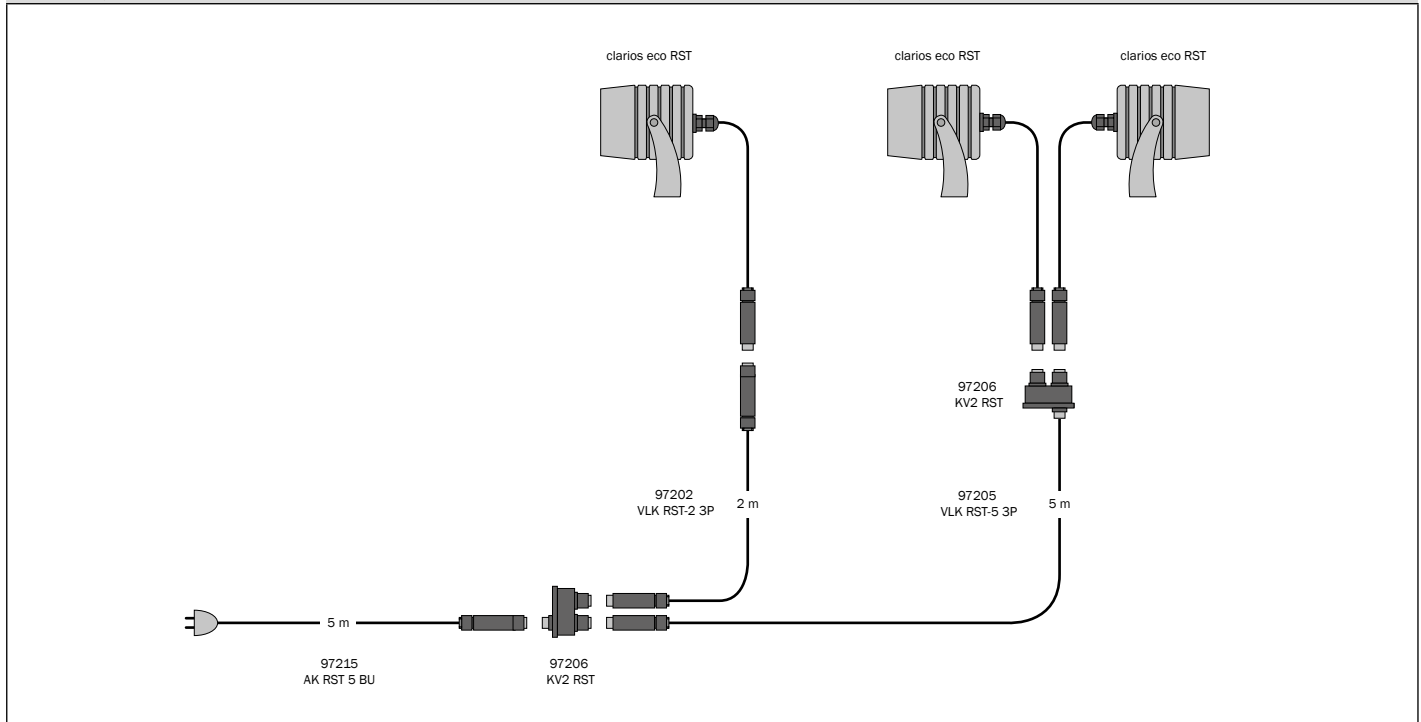 clarios eco RST
clarios eco RST
clarios eco RST
97206
KV2 RST
97202
VLK RST-2 3P
2 m
97205
VLK RST-5 3P
5 m
5 m
97215
AK RST 5 BU
97206
KV2 RST